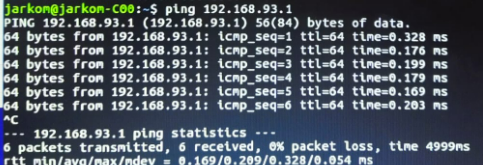 jarkom@jarkom-C00:~$ ping 192.168.93.1
PING 192.168.93.1 (192.168.93.1) 56(84) bytes of data.
64 bytes from 192.168.93.1: icmp_seq=1 ttl=64 time=0.328 ms
64 bytes from 192.168.93.1: icmp_seq=2 ttl=64 time=0.176 ms
64 bytes from 192.168.93.1: icmp_seq=3 ttl=64 time=0.199 ms
64 bytes from 192.168.93.1: icmp_seq=4 ttl=64 time=0.179 ms
64 bytes from 192.168.93.1: icmp_seq=5 ttl=64 time=0.169 ms
64 bytes from 192.168.93.1: icmp_seq=6 ttl=64 time=0.203 ms
^C
--- 192.168.93.1 ping statistics ---
6 packets transmitted, 6 received, 0% packet loss, time 4999ms
rtt min/avg/max/mdev = 0.169/0.209/0.328/0.054 ms